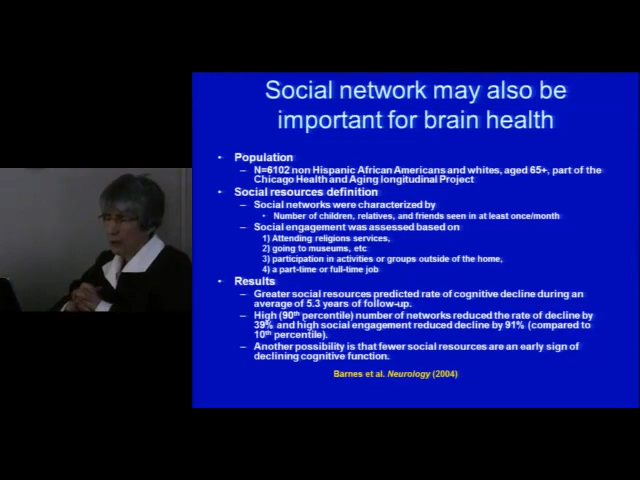 Social network may also be
important for brain health
• Population
– N=6102 non Hispanic African Americans and whites, aged 65+, part of the
Chicago Health and Aging longitudinal Project
• Social resources definition
– Social networks were characterized by
• Number of children, relatives, and friends seen in at least once/month
– Social engagement was assessed based on
1) Attending religions services,
2) going to museums, etc
3) participation in activities or groups outside of the home,
4) a part-time or full-time job
• Results
– Greater social resources predicted rate of cognitive decline during an
average of 5.3 years of follow-up.
– High (90th percentile) number of networks reduced the rate of decline by
39% and high social engagement reduced decline by 91% (compared to
10th percentile).
– Another possibility is that fewer social resources are an early sign of
declining cognitive function.
Barnes et al. Neurology (2004)